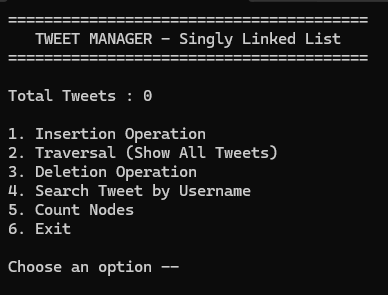 ========================================
TWEET MANAGER - Singly Linked List
========================================
Total Tweets : 0
1. Insertion Operation
2. Traversal (Show All Tweets)
3. Deletion Operation
4. Search Tweet by Username
5. Count Nodes
6. Exit
Choose an option --